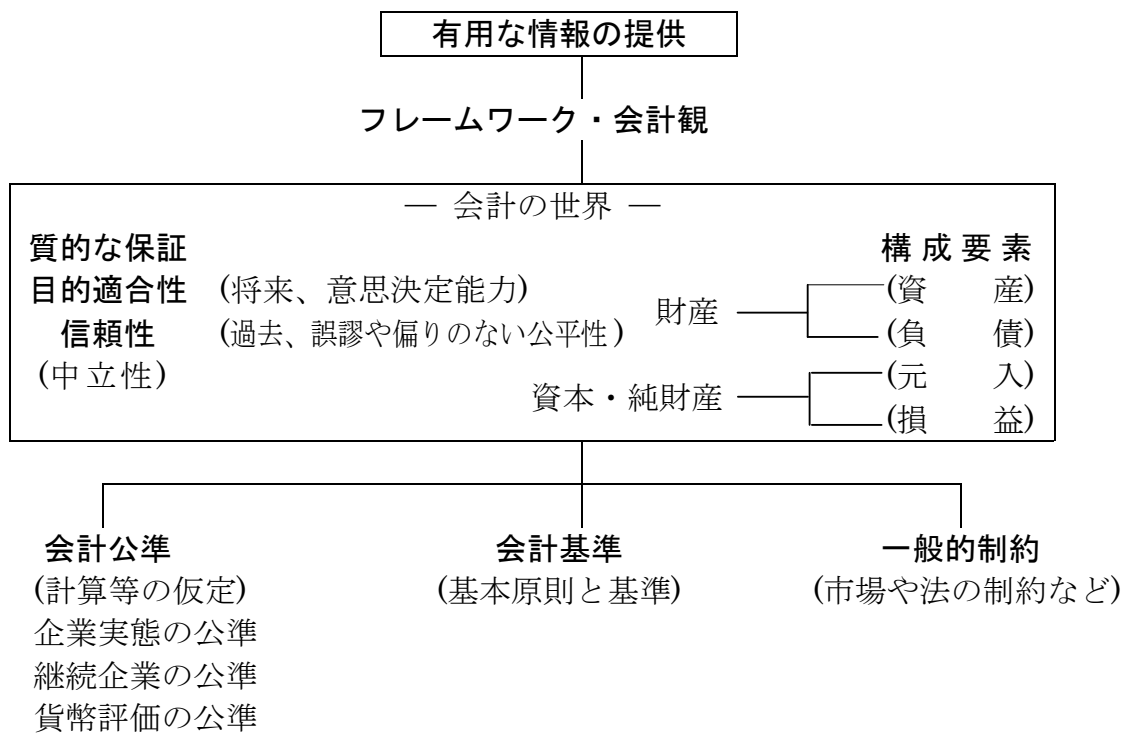 有用な情報の提供
フレームワーク・会計観
― 会計の世界 ―
質的な保証
目的適合性 (将来、意思決定能力)
信頼性 (過去、誤謬や偏りのない公平性)
(中立性)
構成要素
財産
(資 産)
(負 債)
資本・純財産
(元 入)
(損 益)
会計公準
(計算等の仮定)
企業実態の公準
継続企業の公準
貨幣評価の公準
会計基準
(基本原則と基準)
一般的制約
(市場や法の制約など)